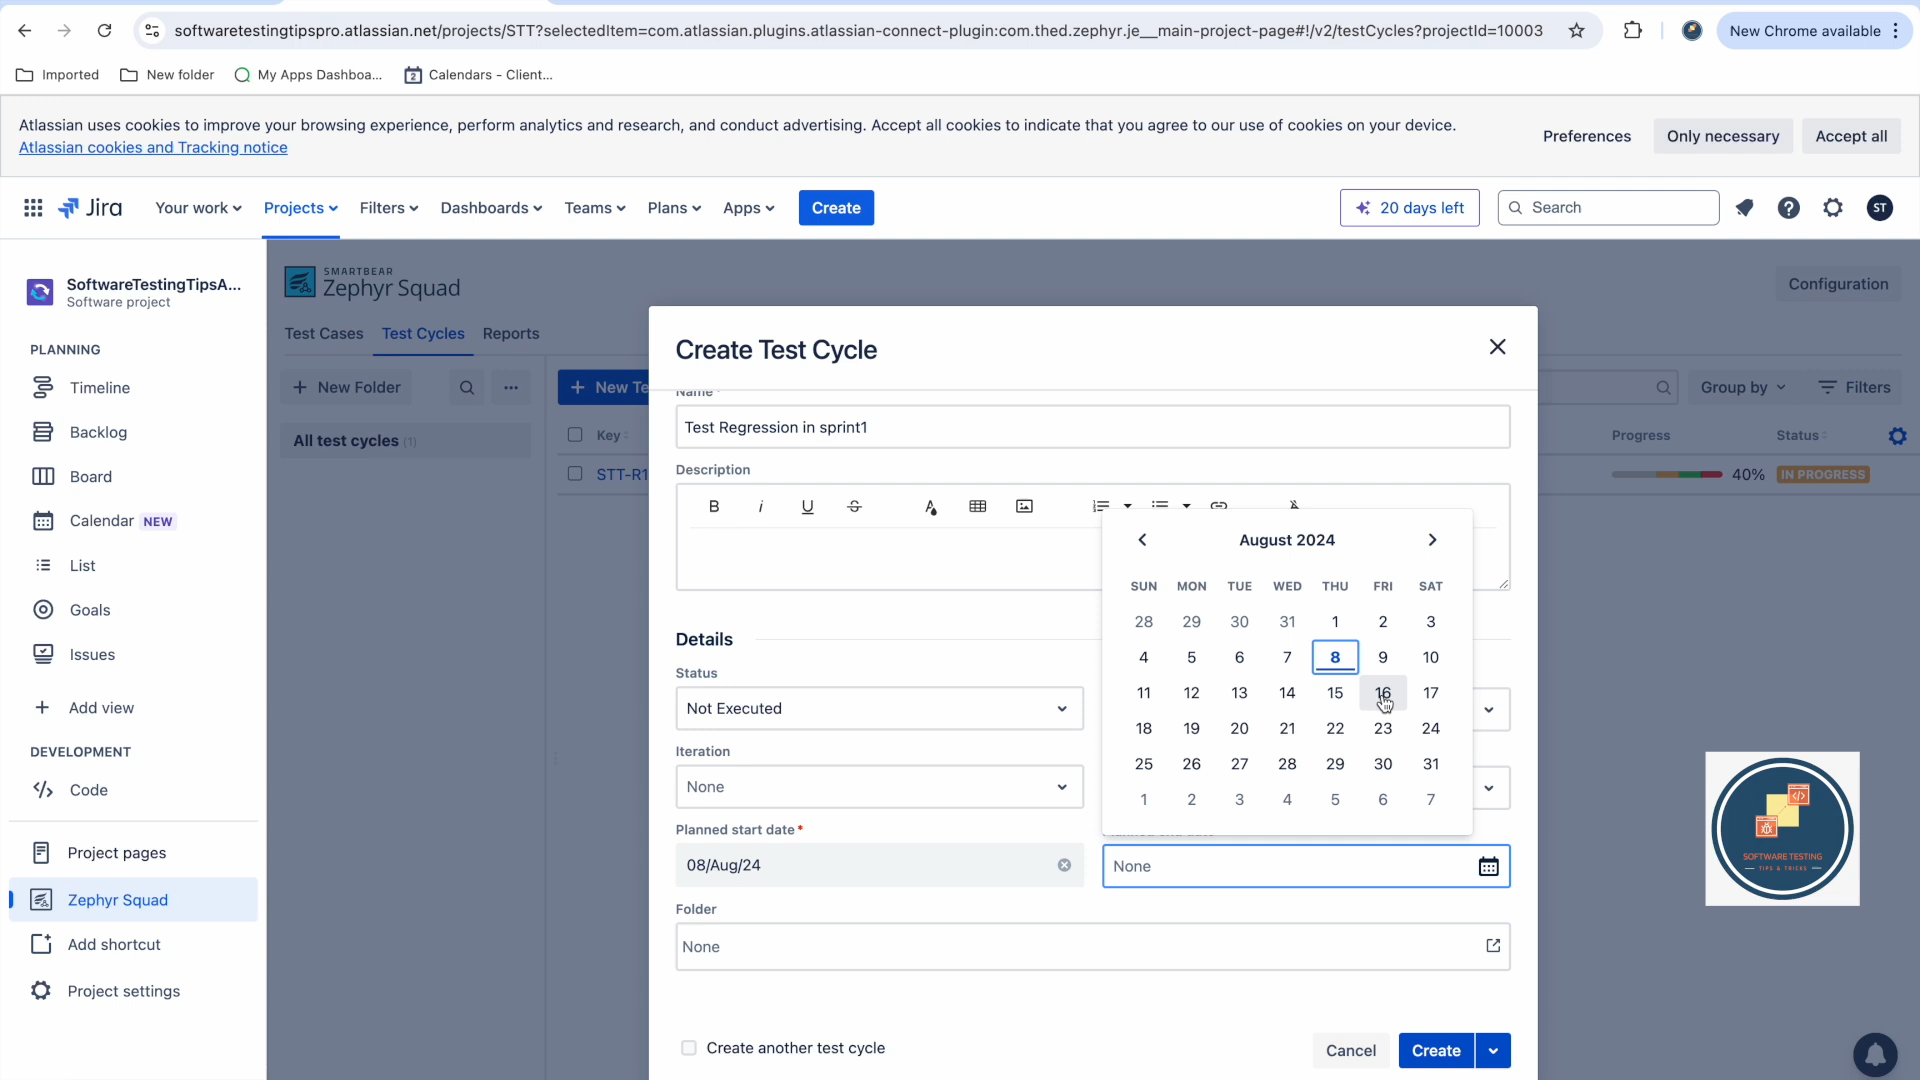 softwaretestingtipspro.atlassian.net/projects/STT?selectedItem=com.atlassian.plugins.atlassian-connect-plugin:com.thed.zephyr.je__main-project-page#!/v2/testCycles?projectId=10003
New Chrome available
Imported
New folder
My Apps Dashboa...
2
Calendars - Client...
Atlassian uses cookies to improve your browsing experience, perform analytics and research, and conduct advertising. Accept all cookies to indicate that you agree to our use of cookies on your device.
Atlassian cookies and Tracking notice
Preferences
Only necessary
Accept all
Jira
Your work
Projects
Filters
Dashboards
Teams
Plans
Apps
Create
20 days left
Search
ST
SoftwareTestingTipsA...
Software project
PLANNING
Timeline
Backlog
Board
Calendar NEW
List
Goals
Issues
Add view
DEVELOPMENT
Code
Project pages
Zephyr Squad
Add shortcut
Project settings
SMARTBEAR
Zephyr Squad
Configuration
Test Cases
Test Cycles
Reports
New Folder
New Te
Group by
Filters
All test cycles (1)
Key
Progress
Status
STT-R1
40%
IN PROGRESS
Create Test Cycle
Name *
Test Regression in sprint1
Description
B i U S A
August 2024
SUN MON TUE WED THU FRI SAT
28 29 30 31 1 2 3
4 5 6 7 8 9 10
11 12 13 14 15 16 17
18 19 20 21 22 23 24
25 26 27 28 29 30 31
1 2 3 4 5 6 7
Details
Status
Not Executed
Iteration
None
Planned start date *
08/Aug/24
Planned end date
None
Folder
None
Create another test cycle
Cancel
Create
SOFTWARE TESTING
TIPS & TRICKS